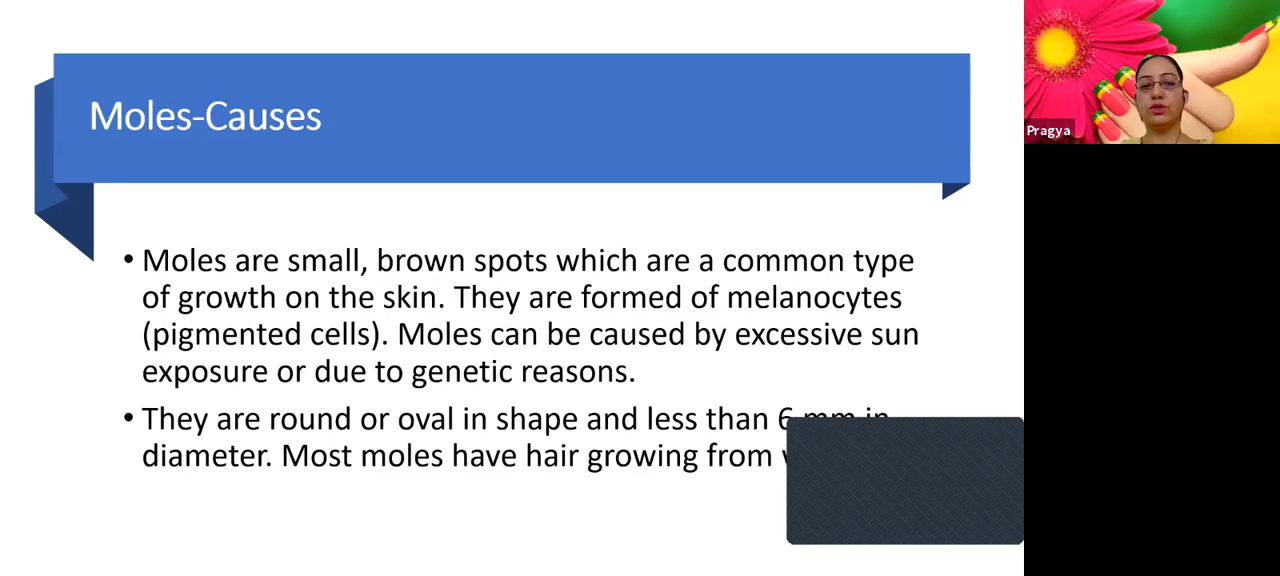 Moles-Causes
• Moles are small, brown spots which are a common type
of growth on the skin. They are formed of melanocytes
(pigmented cells). Moles can be caused by excessive sun
exposure or due to genetic reasons.
• They are round or oval in shape and less than 6 mm in
diameter. Most moles have hair growing from
Pragya